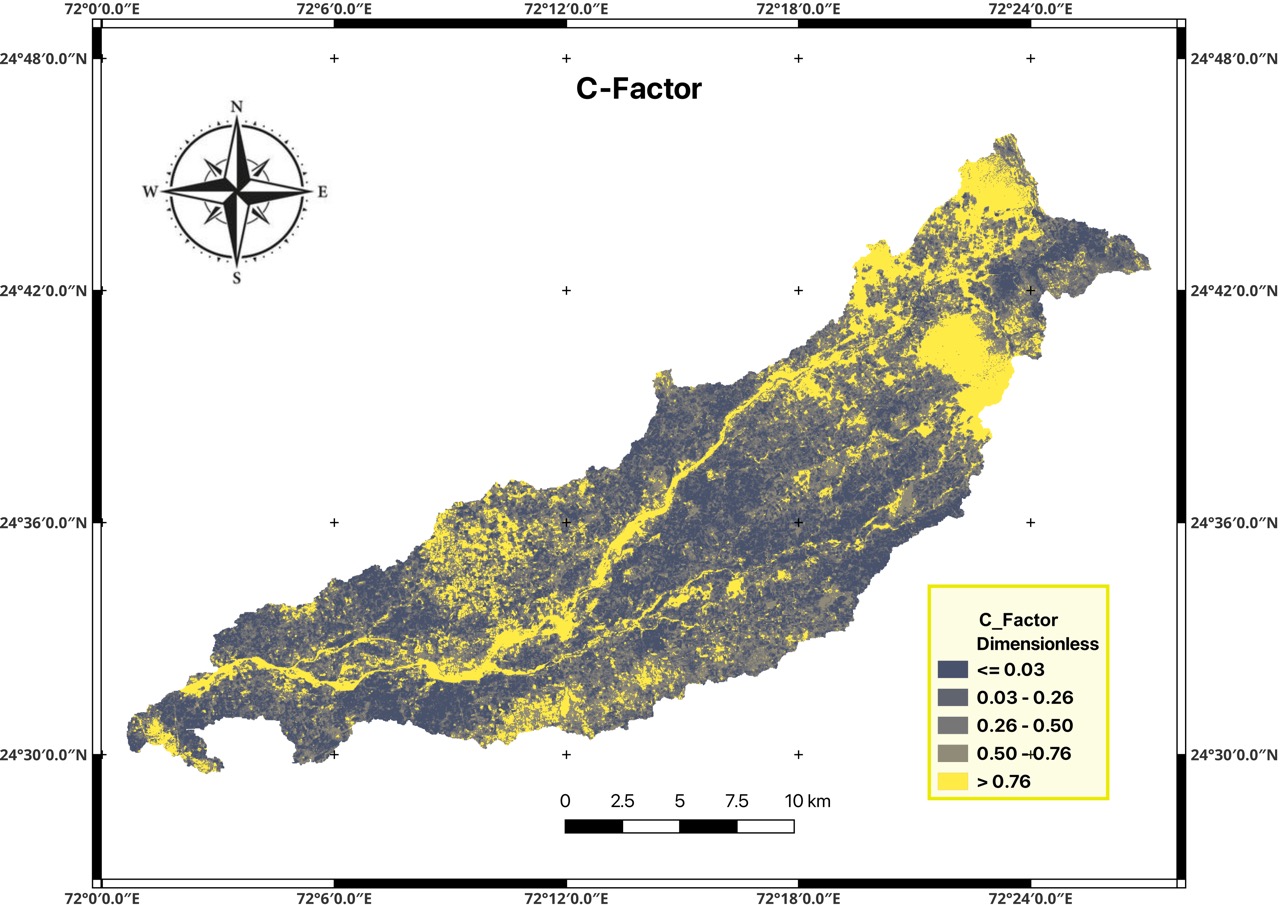 72°0′0.0″E 72°6′0.0″E 72°12′0.0″E 72°18′0.0″E 72°24′0.0″E
24°48′0.0″N 24°48′0.0″N
C-Factor
N
W E
S
24°42′0.0″N 24°42′0.0″N
24°36′0.0″N 24°36′0.0″N
C_Factor
Dimensionless
<= 0.03
0.03 - 0.26
0.26 - 0.50
0.50 - 0.76
> 0.76
24°30′0.0″N 24°30′0.0″N
0 2.5 5 7.5 10 km
72°0′0.0″E 72°6′0.0″E 72°12′0.0″E 72°18′0.0″E 72°24′0.0″E